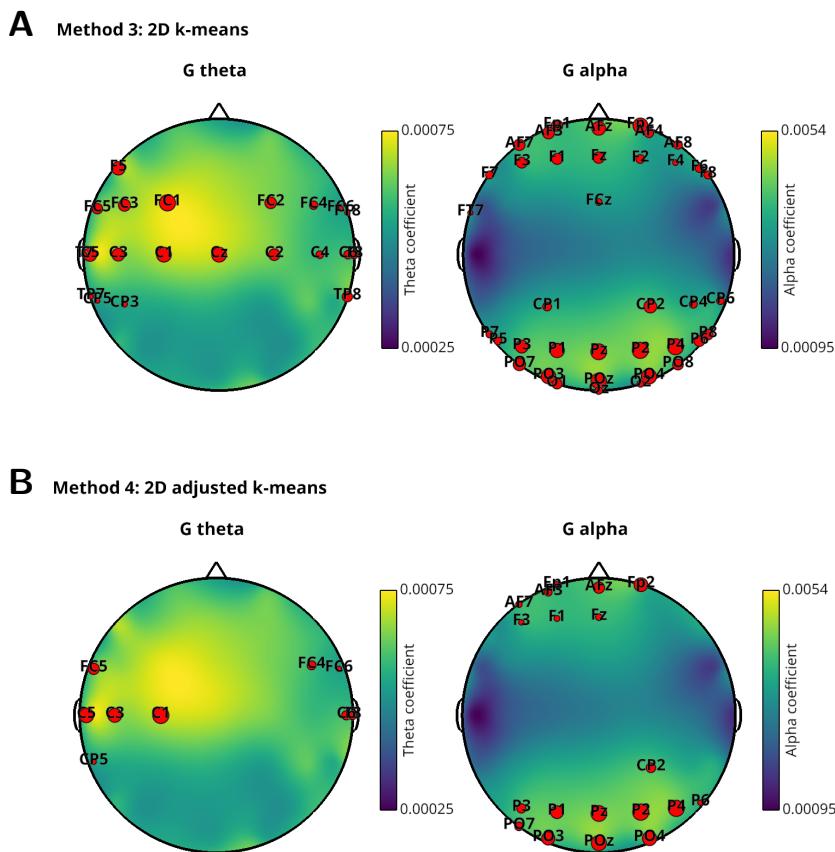 A Method 3: 2D k-means
G theta
G alpha
0.00075
Theta coefficient
0.00025
0.0054
Alpha coefficient
0.00095
F5
FC5 FC3 FC1 FC2 FC4 FC6 FT8
C5 C3 C1 Cz C2 C4 C6
TP7 CP5 CP3 TP8
Fp1 AFz Fp2
AF7 AF3 AF4 AF8
F7 F3 F1 Fz F2 F4 F6 F8
FT7 FCz
CP1 CP2 CP4 CP6
P7 P5 P3 P1 Pz P2 P4 P6 P8
PO7 PO3 POz PO4 PO8
O1 Oz O2
B Method 4: 2D adjusted k-means
G theta
G alpha
0.00075
Theta coefficient
0.00025
0.0054
Alpha coefficient
0.00095
FC5 FC4 FC6
C5 C3 C1 C6
CP5
Fp1 AFz Fp2
AF7 AF3
F3 F1 Fz
CP2
P3 P1 Pz P2 P4 P6
PO7 PO3 POz PO4